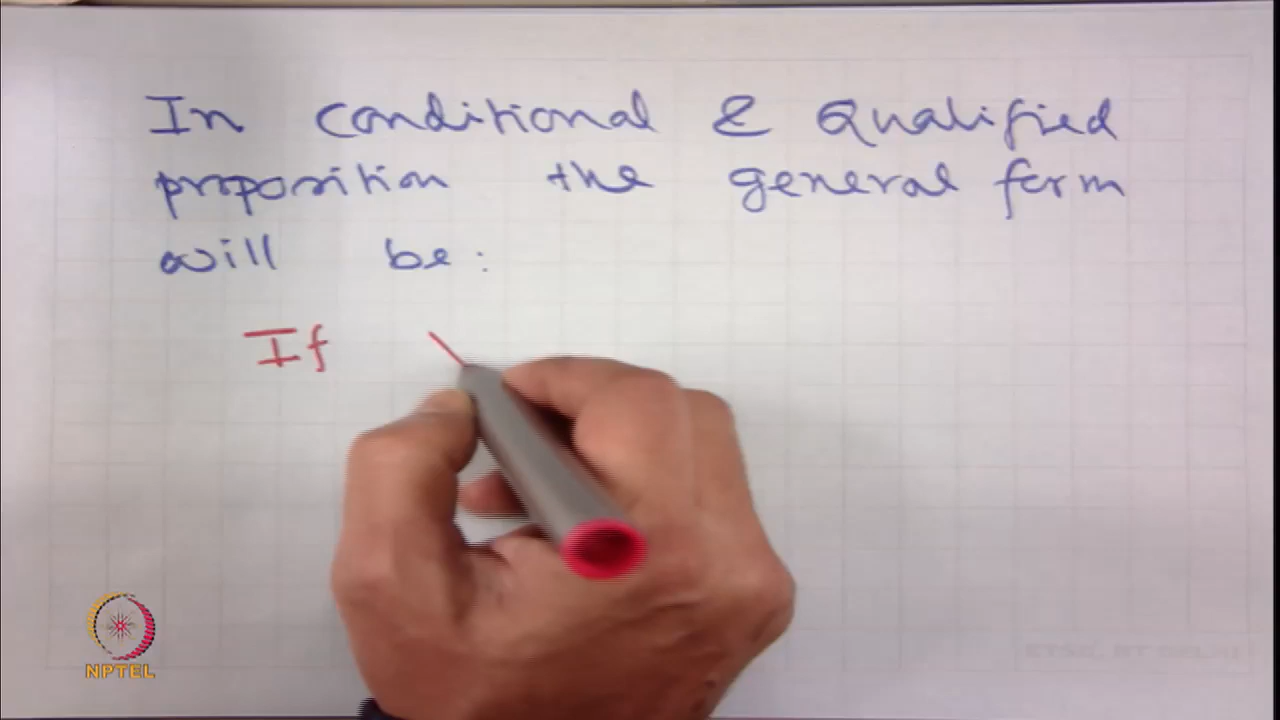 In conditional & Qualified
proposition the general form
will be:
If
NPTEL